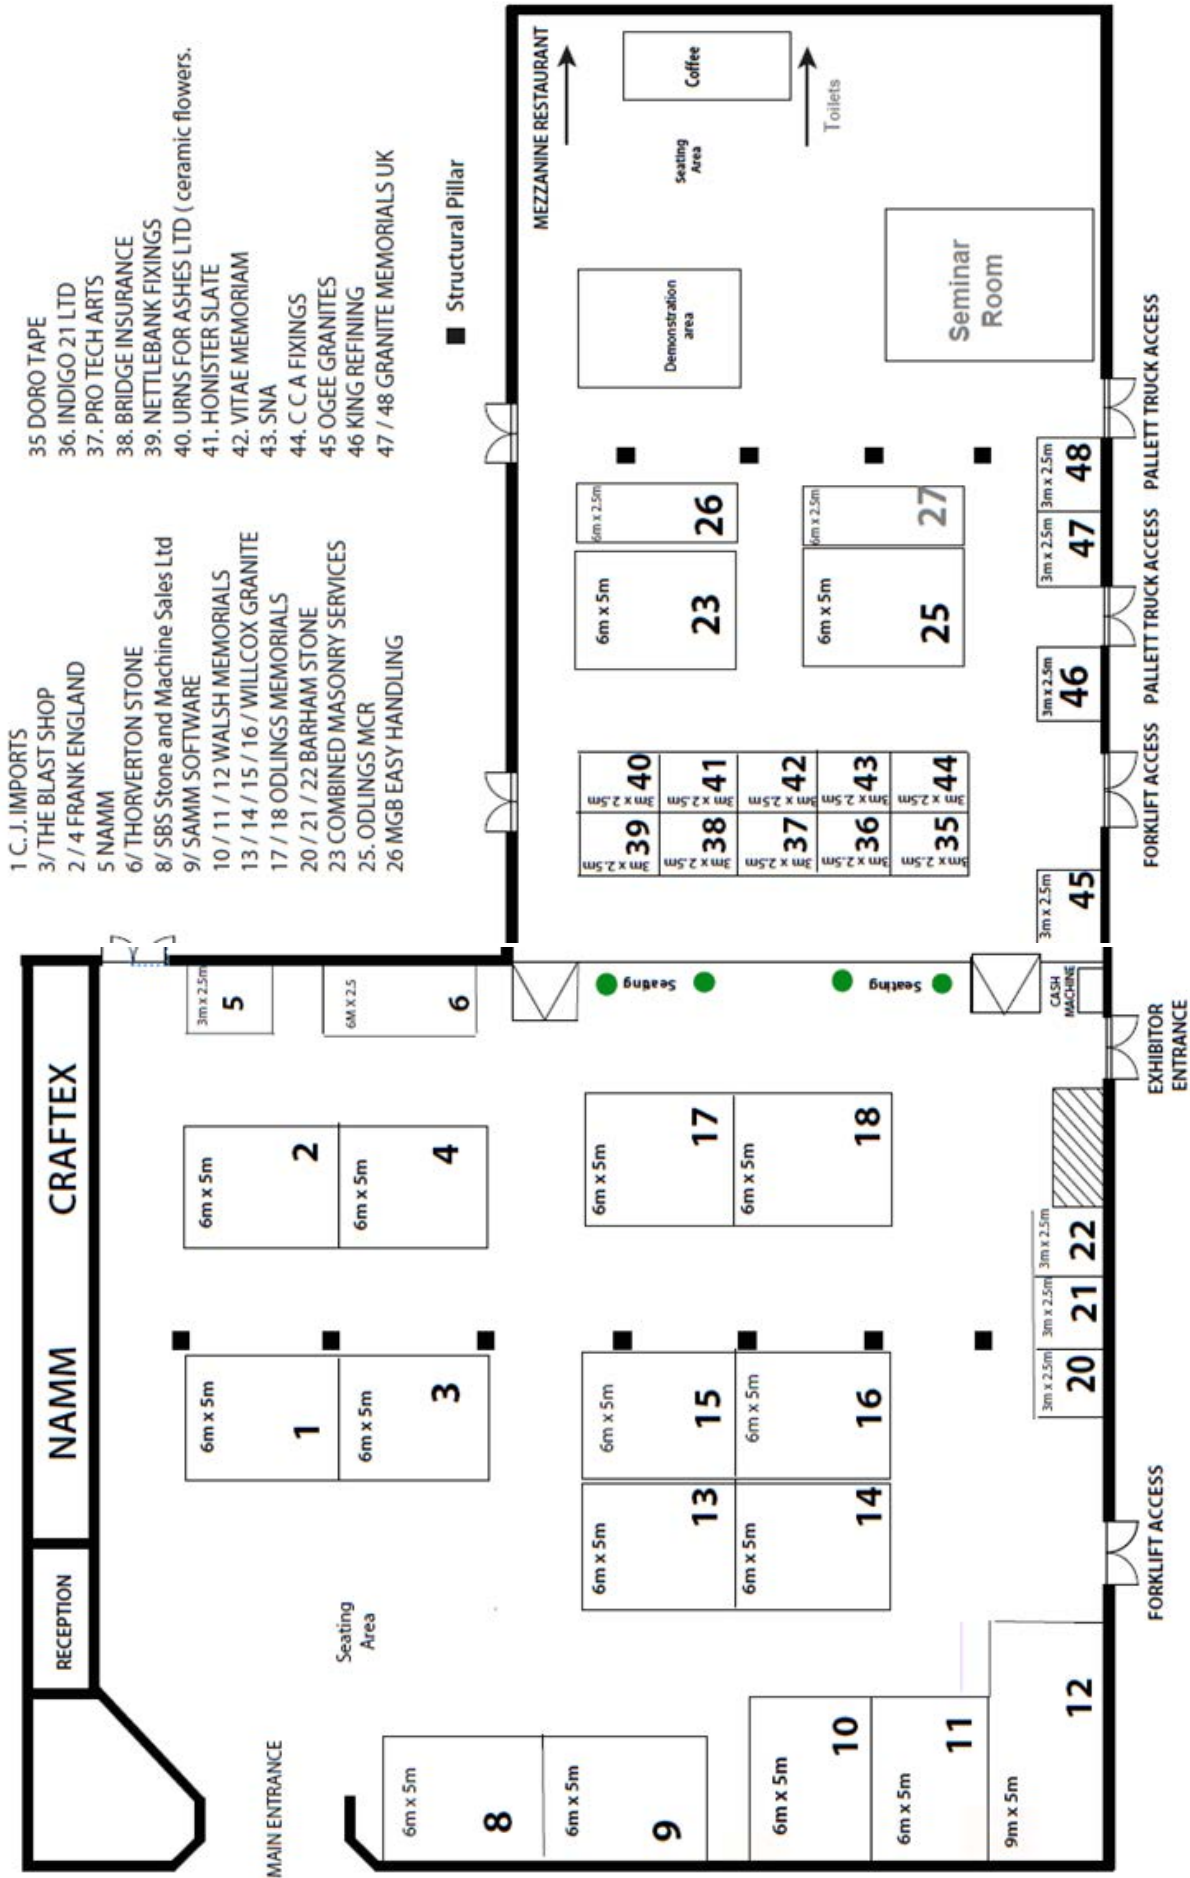 1 C. J. IMPORTS
3/ THE BLAST SHOP
2 / 4 FRANK ENGLAND
5 NAMM
6/ THORVERTON STONE
8/ SBS Stone and Machine Sales Ltd
9/ SAMM SOFTWARE
10 / 11 / 12 WALSH MEMORIALS
13 / 14 / 15 / 16 / WILLCOX GRANITE
17 / 18 ODLINGS MEMORIALS
20 / 21 / 22 BARHAM STONE
23 COMBINED MASONRY SERVICES
25. ODLINGS MCR
26 MGB EASY HANDLING
35 DORO TAPE
36. INDIGO 21 LTD
37. PRO TECH ARTS
38. BRIDGE INSURANCE
39. NETTLEBANK FIXINGS
40. URNS FOR ASHES LTD ( ceramic flowers.
41. HONISTER SLATE
42. VITAE MEMORIAM
43. SNA
44. C C A FIXINGS
45 OGEE GRANITES
46 KING REFINING
47 / 48 GRANITE MEMORIALS UK
Structural Pillar
RECEPTION
NAMM CRAFTEX
MAIN ENTRANCE
Seating
Area
6m x 5m
1
6m x 5m
3
6m x 5m
2
6m x 5m
4
3m x 2.5m
5
6M X 2.5
6
6m x 5m
8
6m x 5m
9
6m x 5m
10
6m x 5m
11
9m x 5m
12
6m x 5m
13
6m x 5m
14
6m x 5m
15
6m x 5m
16
6m x 5m
17
6m x 5m
18
3m x 2.5m
20
3m x 2.5m
21
3m x 2.5m
22
Seating
Seating
CASH
MACHINE
FORKLIFT ACCESS
EXHIBITOR
ENTRANCE
3m x 2.5m
39
3m x 2.5m
40
3m x 2.5m
38
3m x 2.5m
41
3m x 2.5m
37
3m x 2.5m
42
3m x 2.5m
36
3m x 2.5m
43
3m x 2.5m
35
3m x 2.5m
44
3m x 2.5m
45
3m x 2.5m
46
3m x 2.5m
47
3m x 2.5m
48
6m x 5m
23
6m x 2.5m
26
6m x 5m
25
6m x 2.5m
27
MEZZANINE RESTAURANT
Demonstration
area
Seating
Area
Coffee
Toilets
Seminar
Room
FORKLIFT ACCESS
PALLETT TRUCK ACCESS
PALLETT TRUCK ACCESS